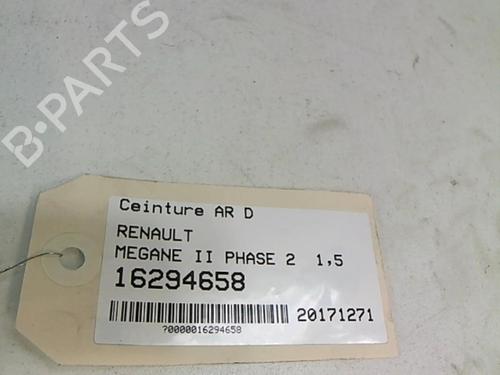 B-PARTS
Ceinture AR D
RENAULT
MEGANE II PHASE 2 1,5
16294658
20171271
?0000016294658